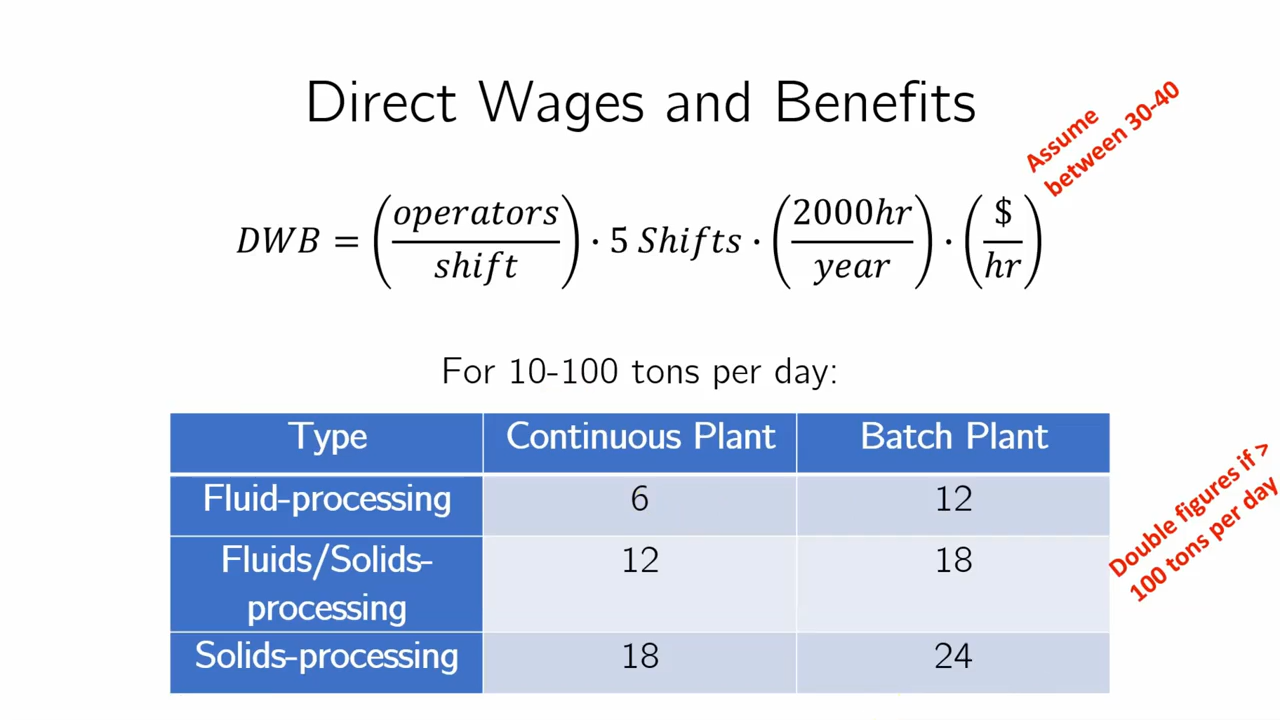 Direct Wages and Benefits
Assume
between 30-40
DWB = (operators/shift) · 5 Shifts · (2000hr/year) · ($/hr)
For 10-100 tons per day:
Type Continuous Plant Batch Plant
Fluid-processing 6 12
Fluids/Solids- 12 18
processing
Solids-processing 18 24
Double figures if >
100 tons per day